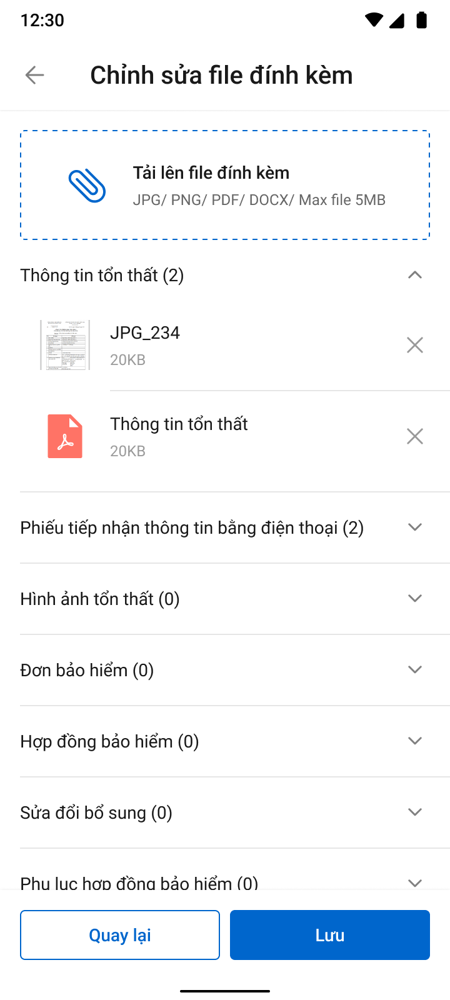 12:30
Chỉnh sửa file đính kèm
Tải lên file đính kèm
JPG/ PNG/ PDF/ DOCX/ Max file 5MB
Thông tin tổn thất (2)
JPG_234
20KB
Thông tin tổn thất
20KB
Phiếu tiếp nhận thông tin bằng điện thoại (2)
Hình ảnh tổn thất (0)
Đơn bảo hiểm (0)
Hợp đồng bảo hiểm (0)
Sửa đổi bổ sung (0)
Phụ lục hợp đồng bảo hiểm (0)
Quay lại
Lưu